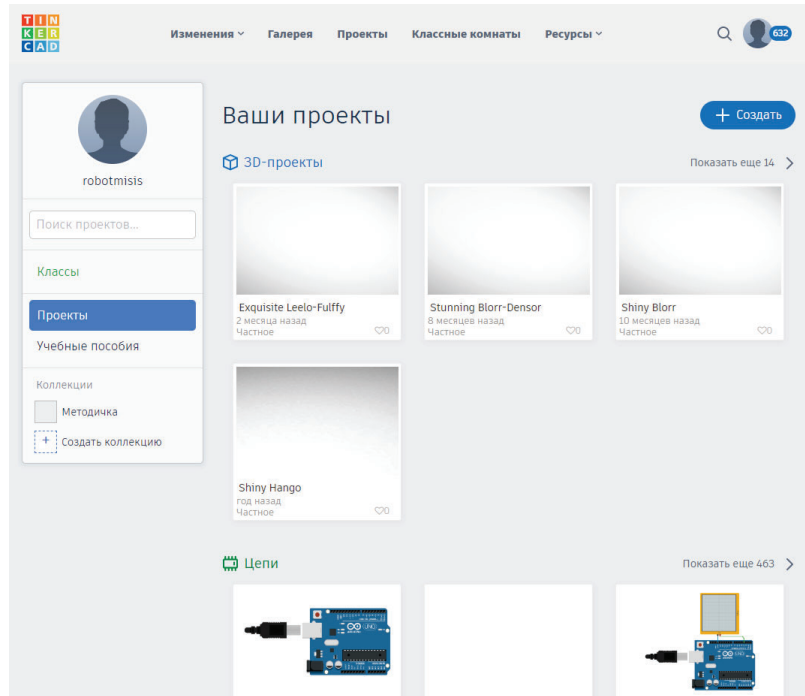 TIN
KER
CAD
Изменения
Галерея
Проекты
Классные комнаты
Ресурсы
632
robotmisis
Поиск проектов...
Классы
Проекты
Учебные пособия
Коллекции
Методичка
+ Создать коллекцию
Ваши проекты
+ Создать
3D-проекты
Показать еще 14
Exquisite Leelo-Fulffy
2 месяца назад
Частное
0
Stunning Blorr-Densor
8 месяцев назад
Частное
0
Shiny Blorr
10 месяцев назад
Частное
0
Shiny Hango
год назад
Частное
0
Цепи
Показать еще 463
UNO